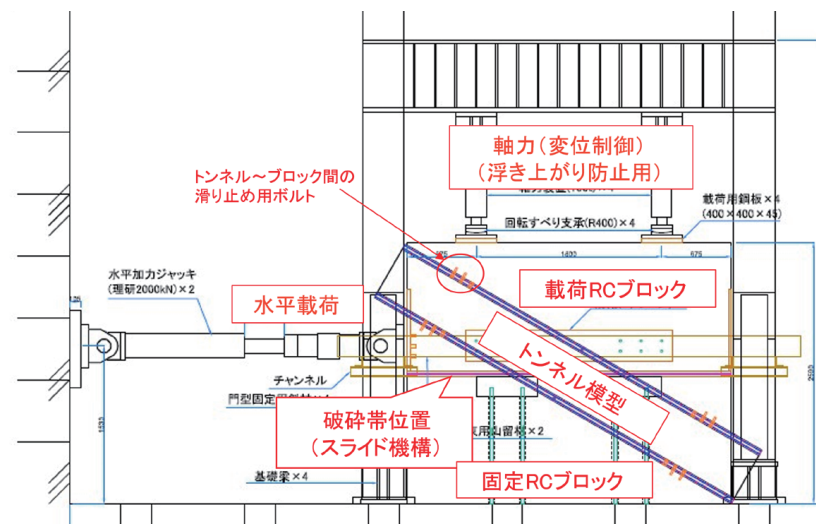 軸力(変位制御)
(浮き上がり防止用)
トンネル~ブロック間の
滑り止め用ボルト
載荷用鋼板×4
(400×400×45)
回転すべり支承(R400)×4
675
1800
675
水平加力ジャッキ
(理研2000kN)×2
水平載荷
載荷RCブロック
トンネル模型
チャンネル
破砕帯位置
(スライド機構)
基礎梁×4
固定RCブロック